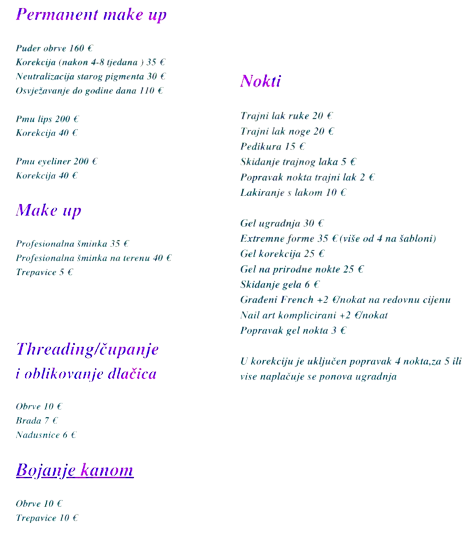 Permanent make up
Puder obrve 160 €
Korekcija (nakon 4-8 tjedana ) 35 €
Neutralizacija starog pigmenta 30 €
Osvježavanje do godine dana 110 €
Pmu lips 200 €
Korekcija 40 €
Pmu eyeliner 200 €
Korekcija 40 €
Make up
Profesionalna šminka 35 €
Profesionalna šminka na terenu 40 €
Trepavice 5 €
Threading/čupanje
i oblikovanje dlačica
Obrve 10 €
Brada 7 €
Nadusnice 6 €
Bojanje kanom
Obrve 10 €
Trepavice 10 €
Nokti
Trajni lak ruke 20 €
Trajni lak noge 20 €
Pedikura 15 €
Skidanje trajnog laka 5 €
Popravak nokta trajni lak 2 €
Lakiranje s lakom 10 €
Gel ugradnja 30 €
Extremne forme 35 € (više od 4 na šabloni)
Gel korekcija 25 €
Gel na prirodne nokte 25 €
Skidanje gela 6 €
Građeni French +2 €/nokat na redovnu cijenu
Nail art komplicirani +2 €/nokat
Popravak gel nokta 3 €
U korekciju je uključen popravak 4 nokta,za 5 ili
vise naplaćuje se ponova ugradnja